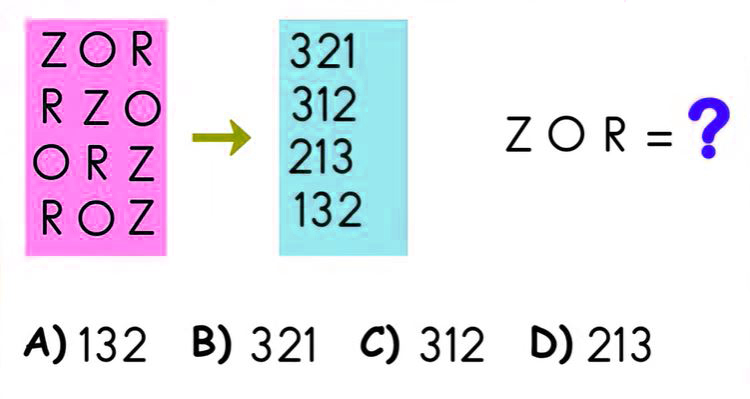 Z O R
R Z O
O R Z
R O Z
→
321
312
213
132
Z O R = ?
A) 132 B) 321 C) 312 D) 213